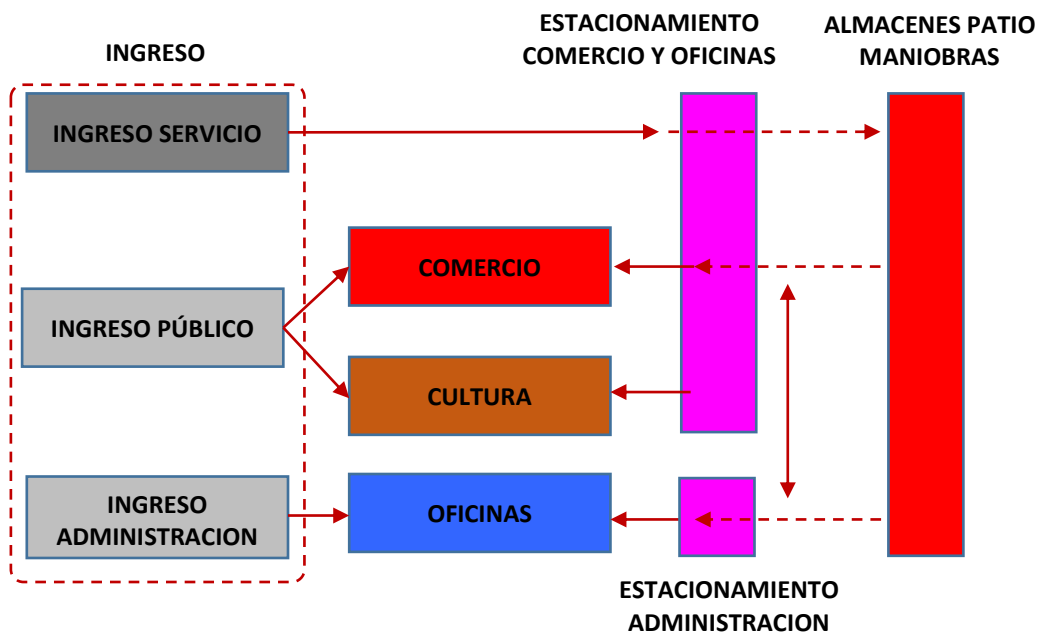 ESTACIONAMIENTO
COMERCIO Y OFICINAS
ALMACENES PATIO
MANIOBRAS
INGRESO
INGRESO SERVICIO
COMERCIO
INGRESO PÚBLICO
CULTURA
INGRESO
ADMINISTRACION
OFICINAS
ESTACIONAMIENTO
ADMINISTRACION